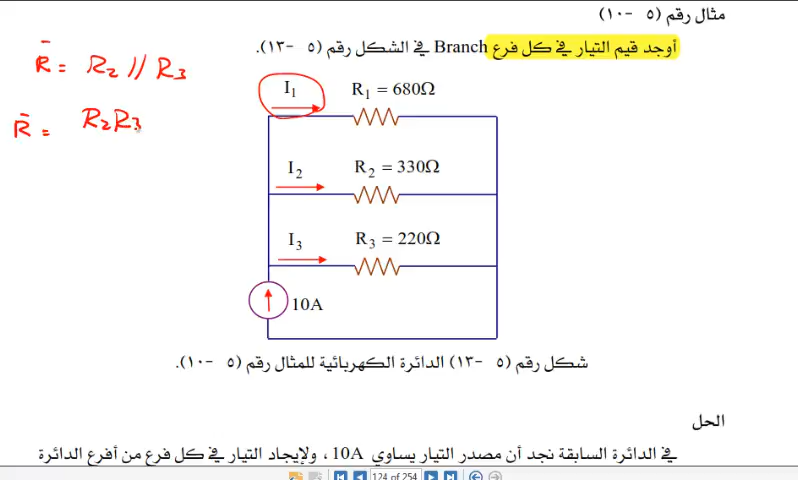 مثال رقم (٥ -١٠)
أوجد قيم التيار في كل فرع Branch في الشكل رقم (٥ -١٣).
R̄ = R2 // R3
R̄ = R2R3
I1 R1 = 680Ω
I2 R2 = 330Ω
I3 R3 = 220Ω
10A
شكل رقم (٥ -١٣) الدائرة الكهربائية للمثال رقم (٥ -١٠).
الحل
في الدائرة السابقة نجد أن مصدر التيار يساوي 10A ، ولإيجاد التيار في كل فرع من أفرع الدائرة
124 of 254